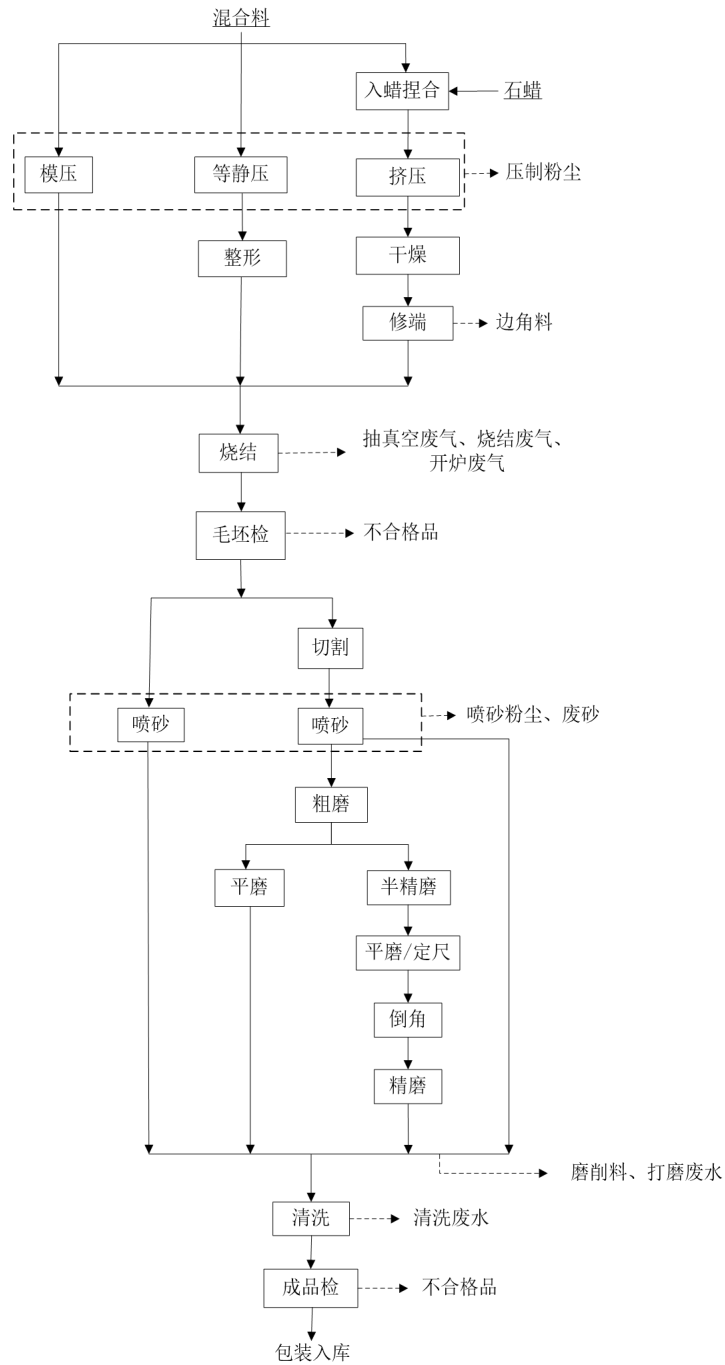 混合料
入蜡捏合
石蜡
模压
等静压
挤压
压制粉尘
整形
干燥
修端
边角料
烧结
抽真空废气、烧结废气、
开炉废气
毛坯检
不合格品
切割
喷砂
喷砂
喷砂粉尘、废砂
粗磨
平磨
半精磨
平磨/定尺
倒角
精磨
磨削料、打磨废水
清洗
清洗废水
成品检
不合格品
包装入库